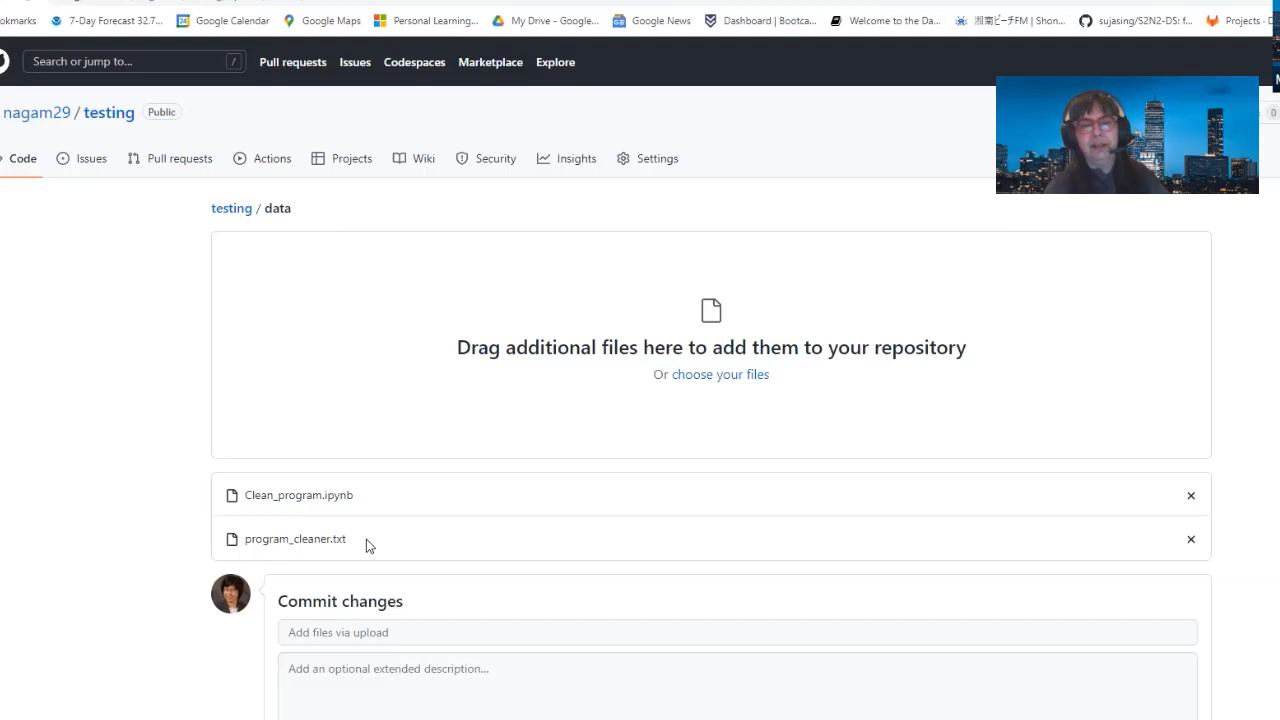 okmarks 7-Day Forecast 32.7... Google Calendar Google Maps Personal Learning... My Drive - Google... Google News Dashboard | Bootca... Welcome to the Da... 湘南ビーチFM | Shon... sujasing/S2N2-DS: f... Projects - D
Search or jump to... / Pull requests Issues Codespaces Marketplace Explore
nagam29 / testing Public 0
Code Issues Pull requests Actions Projects Wiki Security Insights Settings
testing / data
Drag additional files here to add them to your repository
Or choose your files
Clean_program.ipynb
program_cleaner.txt
Commit changes
Add files via upload
Add an optional extended description...